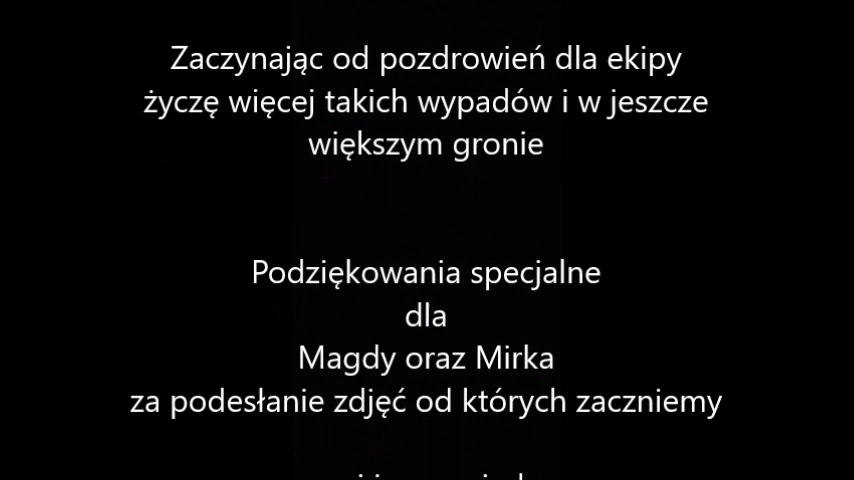 Zaczynając od pozdrowień dla ekipy
życzę więcej takich wypadów i w jeszcze
większym gronie
Podziękowania specjalne
dla
Magdy oraz Mirka
za podesłanie zdjęć od których zaczniemy